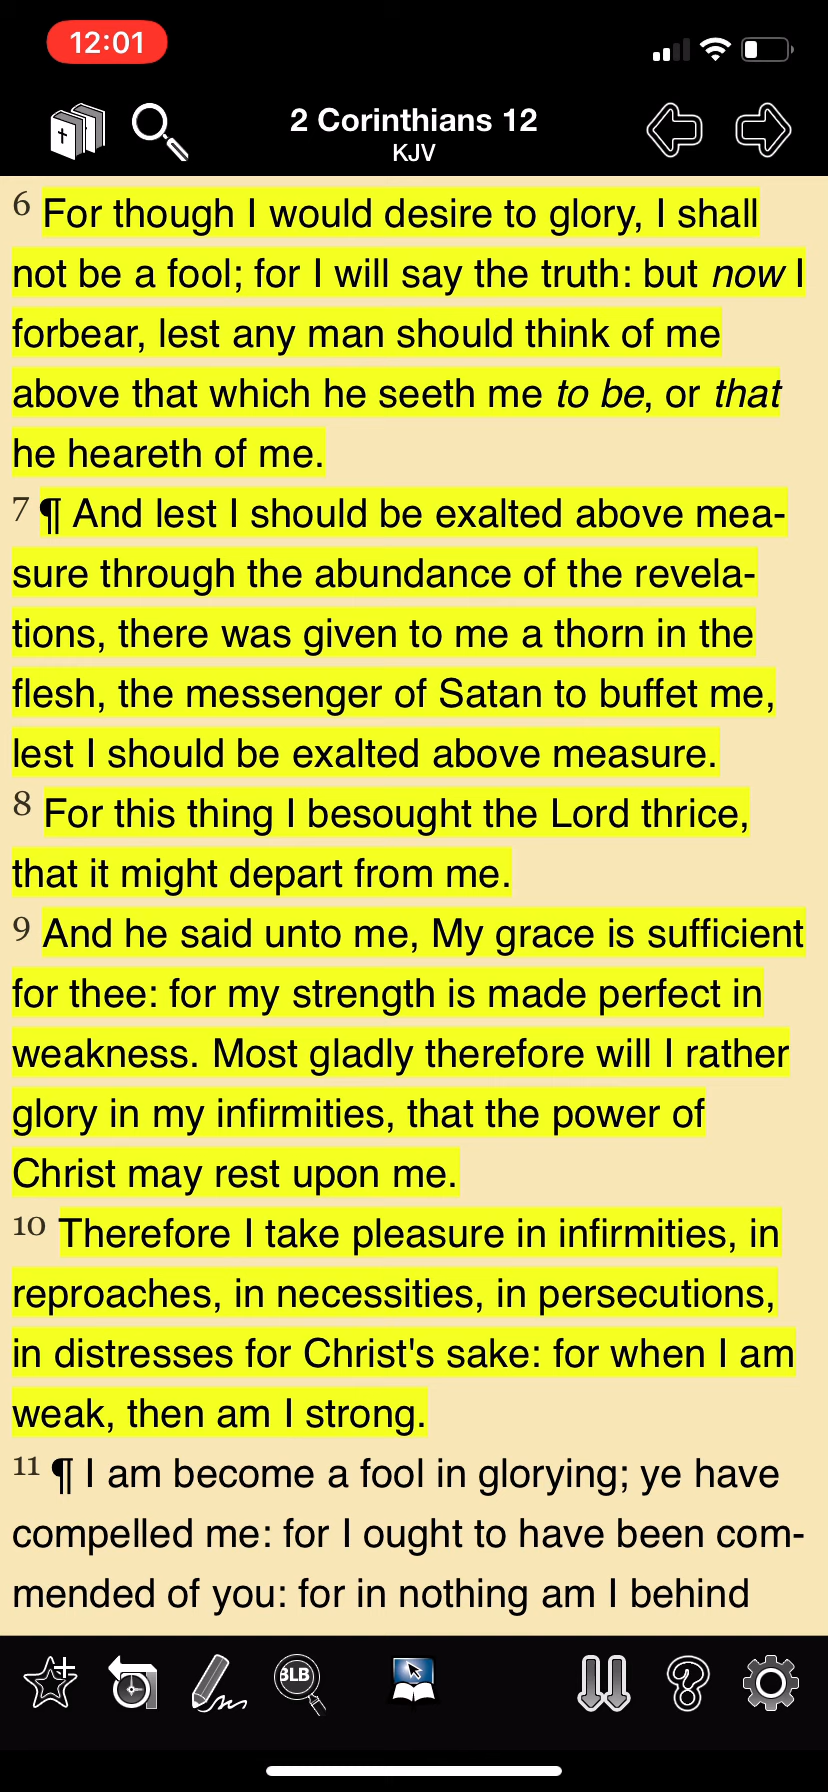 12:01
2 Corinthians 12
KJV
6 For though I would desire to glory, I shall
not be a fool; for I will say the truth: but now I
forbear, lest any man should think of me
above that which he seeth me to be, or that
he heareth of me.
7 ¶ And lest I should be exalted above mea-
sure through the abundance of the revela-
tions, there was given to me a thorn in the
flesh, the messenger of Satan to buffet me,
lest I should be exalted above measure.
8 For this thing I besought the Lord thrice,
that it might depart from me.
9 And he said unto me, My grace is sufficient
for thee: for my strength is made perfect in
weakness. Most gladly therefore will I rather
glory in my infirmities, that the power of
Christ may rest upon me.
10 Therefore I take pleasure in infirmities, in
reproaches, in necessities, in persecutions,
in distresses for Christ's sake: for when I am
weak, then am I strong.
11 ¶ I am become a fool in glorying; ye have
compelled me: for I ought to have been com-
mended of you: for in nothing am I behind
BLB